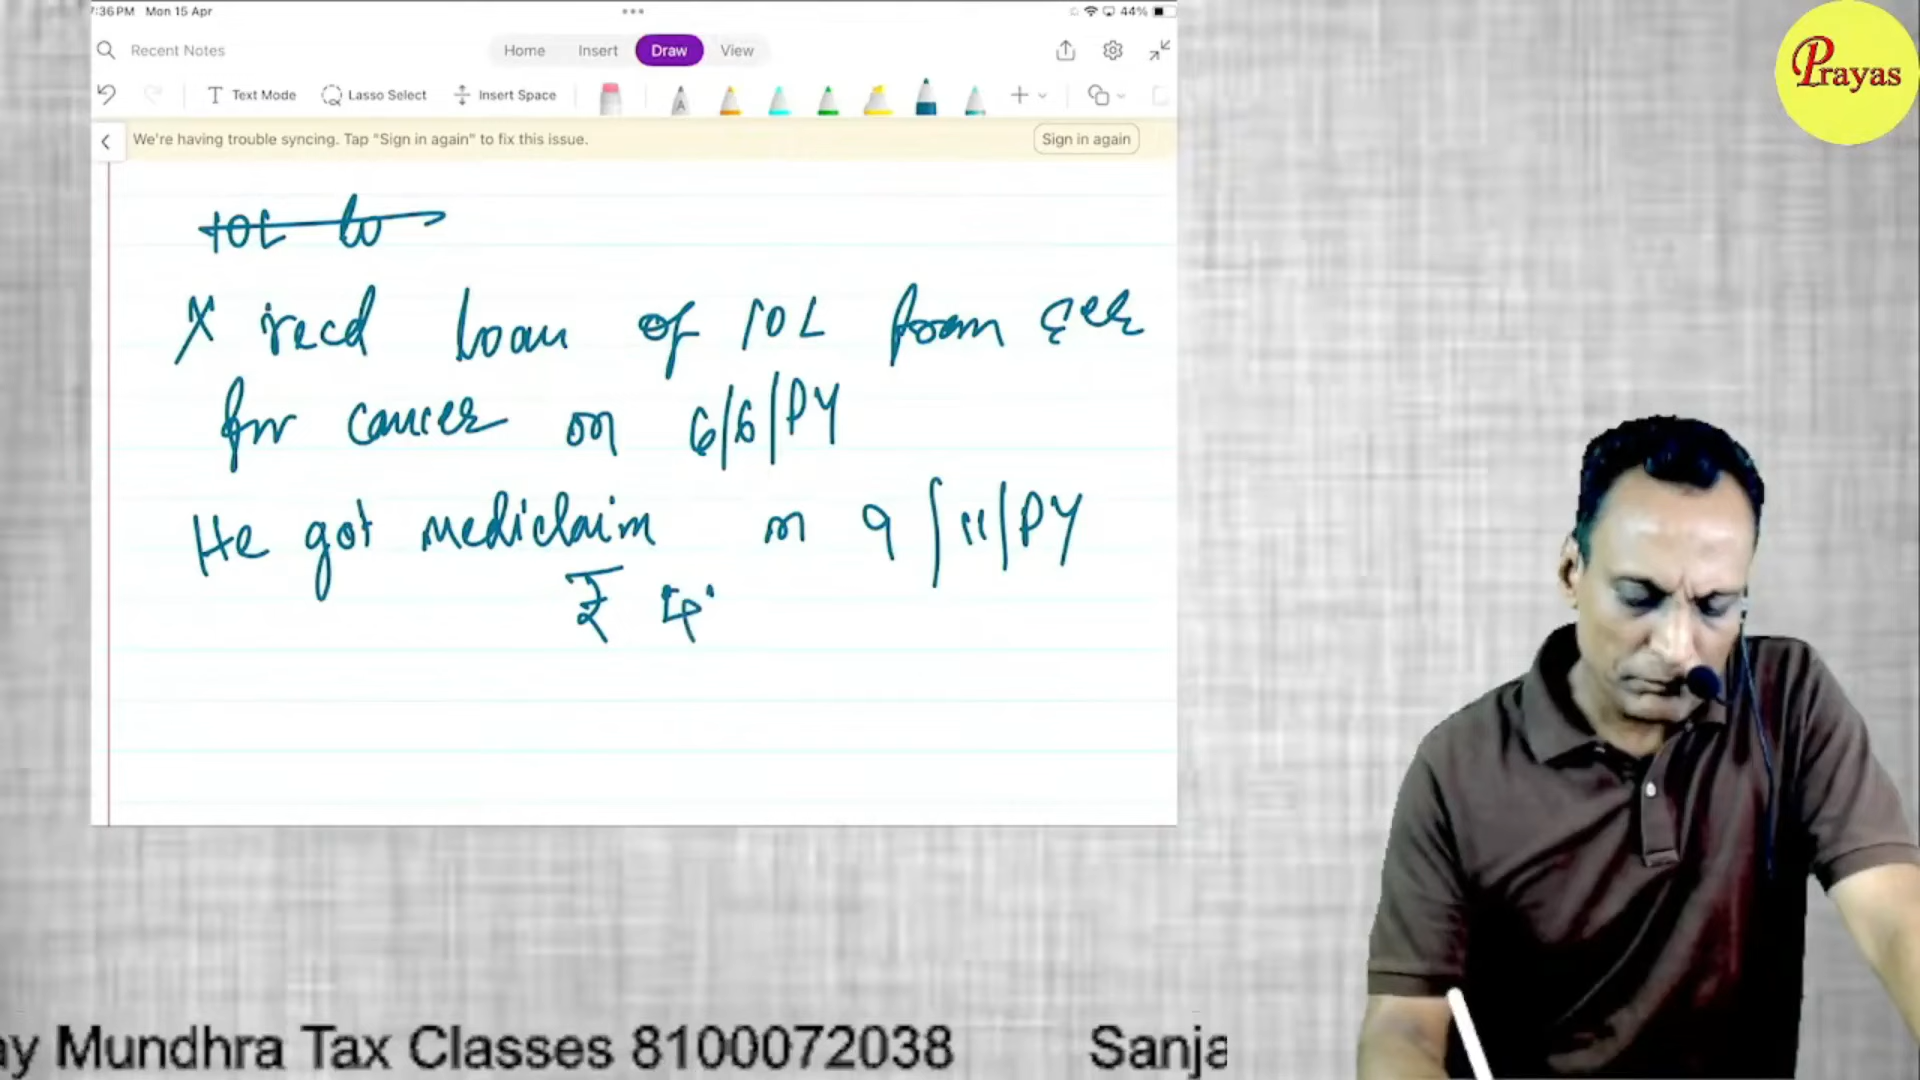 7:36 PM Mon 15 Apr
44%
Recent Notes
Home Insert Draw View
Text Mode Lasso Select Insert Space
We're having trouble syncing. Tap "Sign in again" to fix this issue.
Sign in again
10L
X recd loan of 10L from
for cancer on 6/6/PY
He got mediclaim on 9/11/PY
₹
Prayas
ay Mundhra Tax Classes 8100072038 Sanja